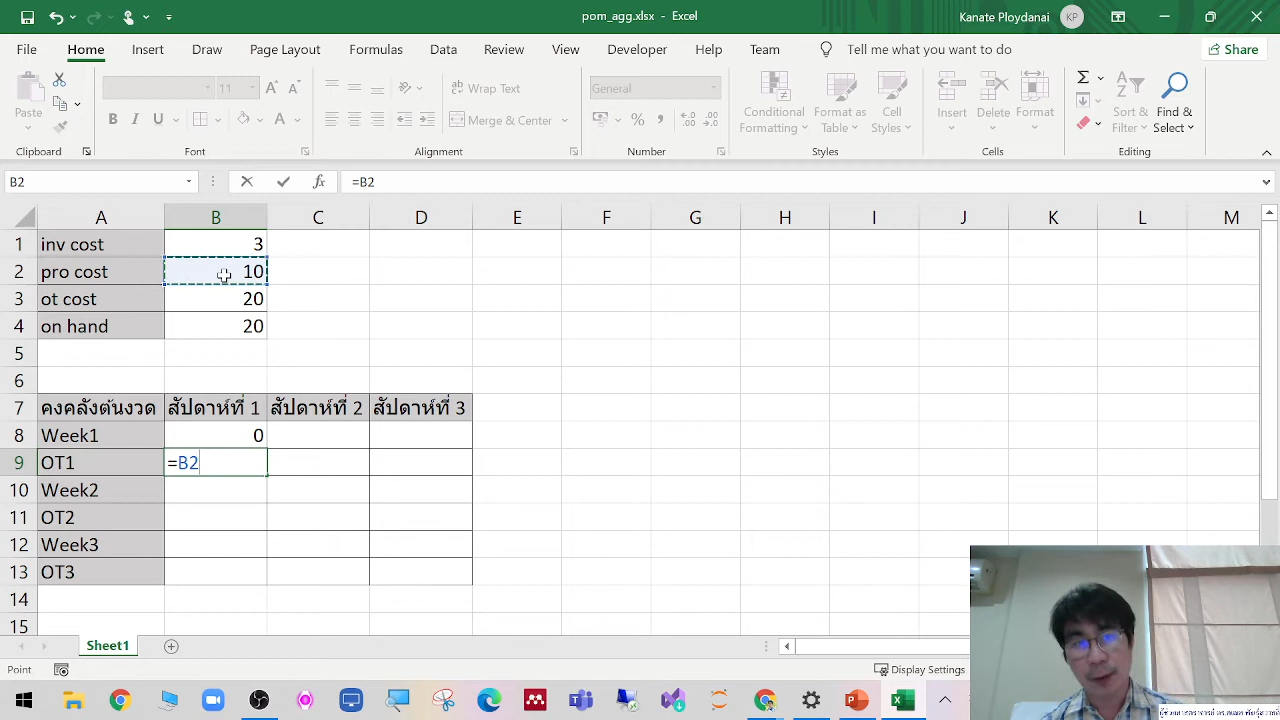 pom_agg.xlsx - Excel
Kanate Ploydanai KP
File Home Insert Draw Page Layout Formulas Data Review View Developer Help Team Tell me what you want to do Share
11
General
Wrap Text
Merge & Center
Paste
Conditional Formatting
Format as Table
Cell Styles
Insert
Delete
Format
Sort & Filter
Find & Select
Clipboard Font Alignment Number Styles Cells Editing
B2 fx =B2
A B C D E F G H I J K L M
1 inv cost 3
2 pro cost 10
3 ot cost 20
4 on hand 20
5
6
7 คงคลังต้นงวด สัปดาห์ที่ 1 สัปดาห์ที่ 2 สัปดาห์ที่ 3
8 Week1 0
9 OT1 =B2
10 Week2
11 OT2
12 Week3
13 OT3
14
15
Sheet1
Point
Display Settings